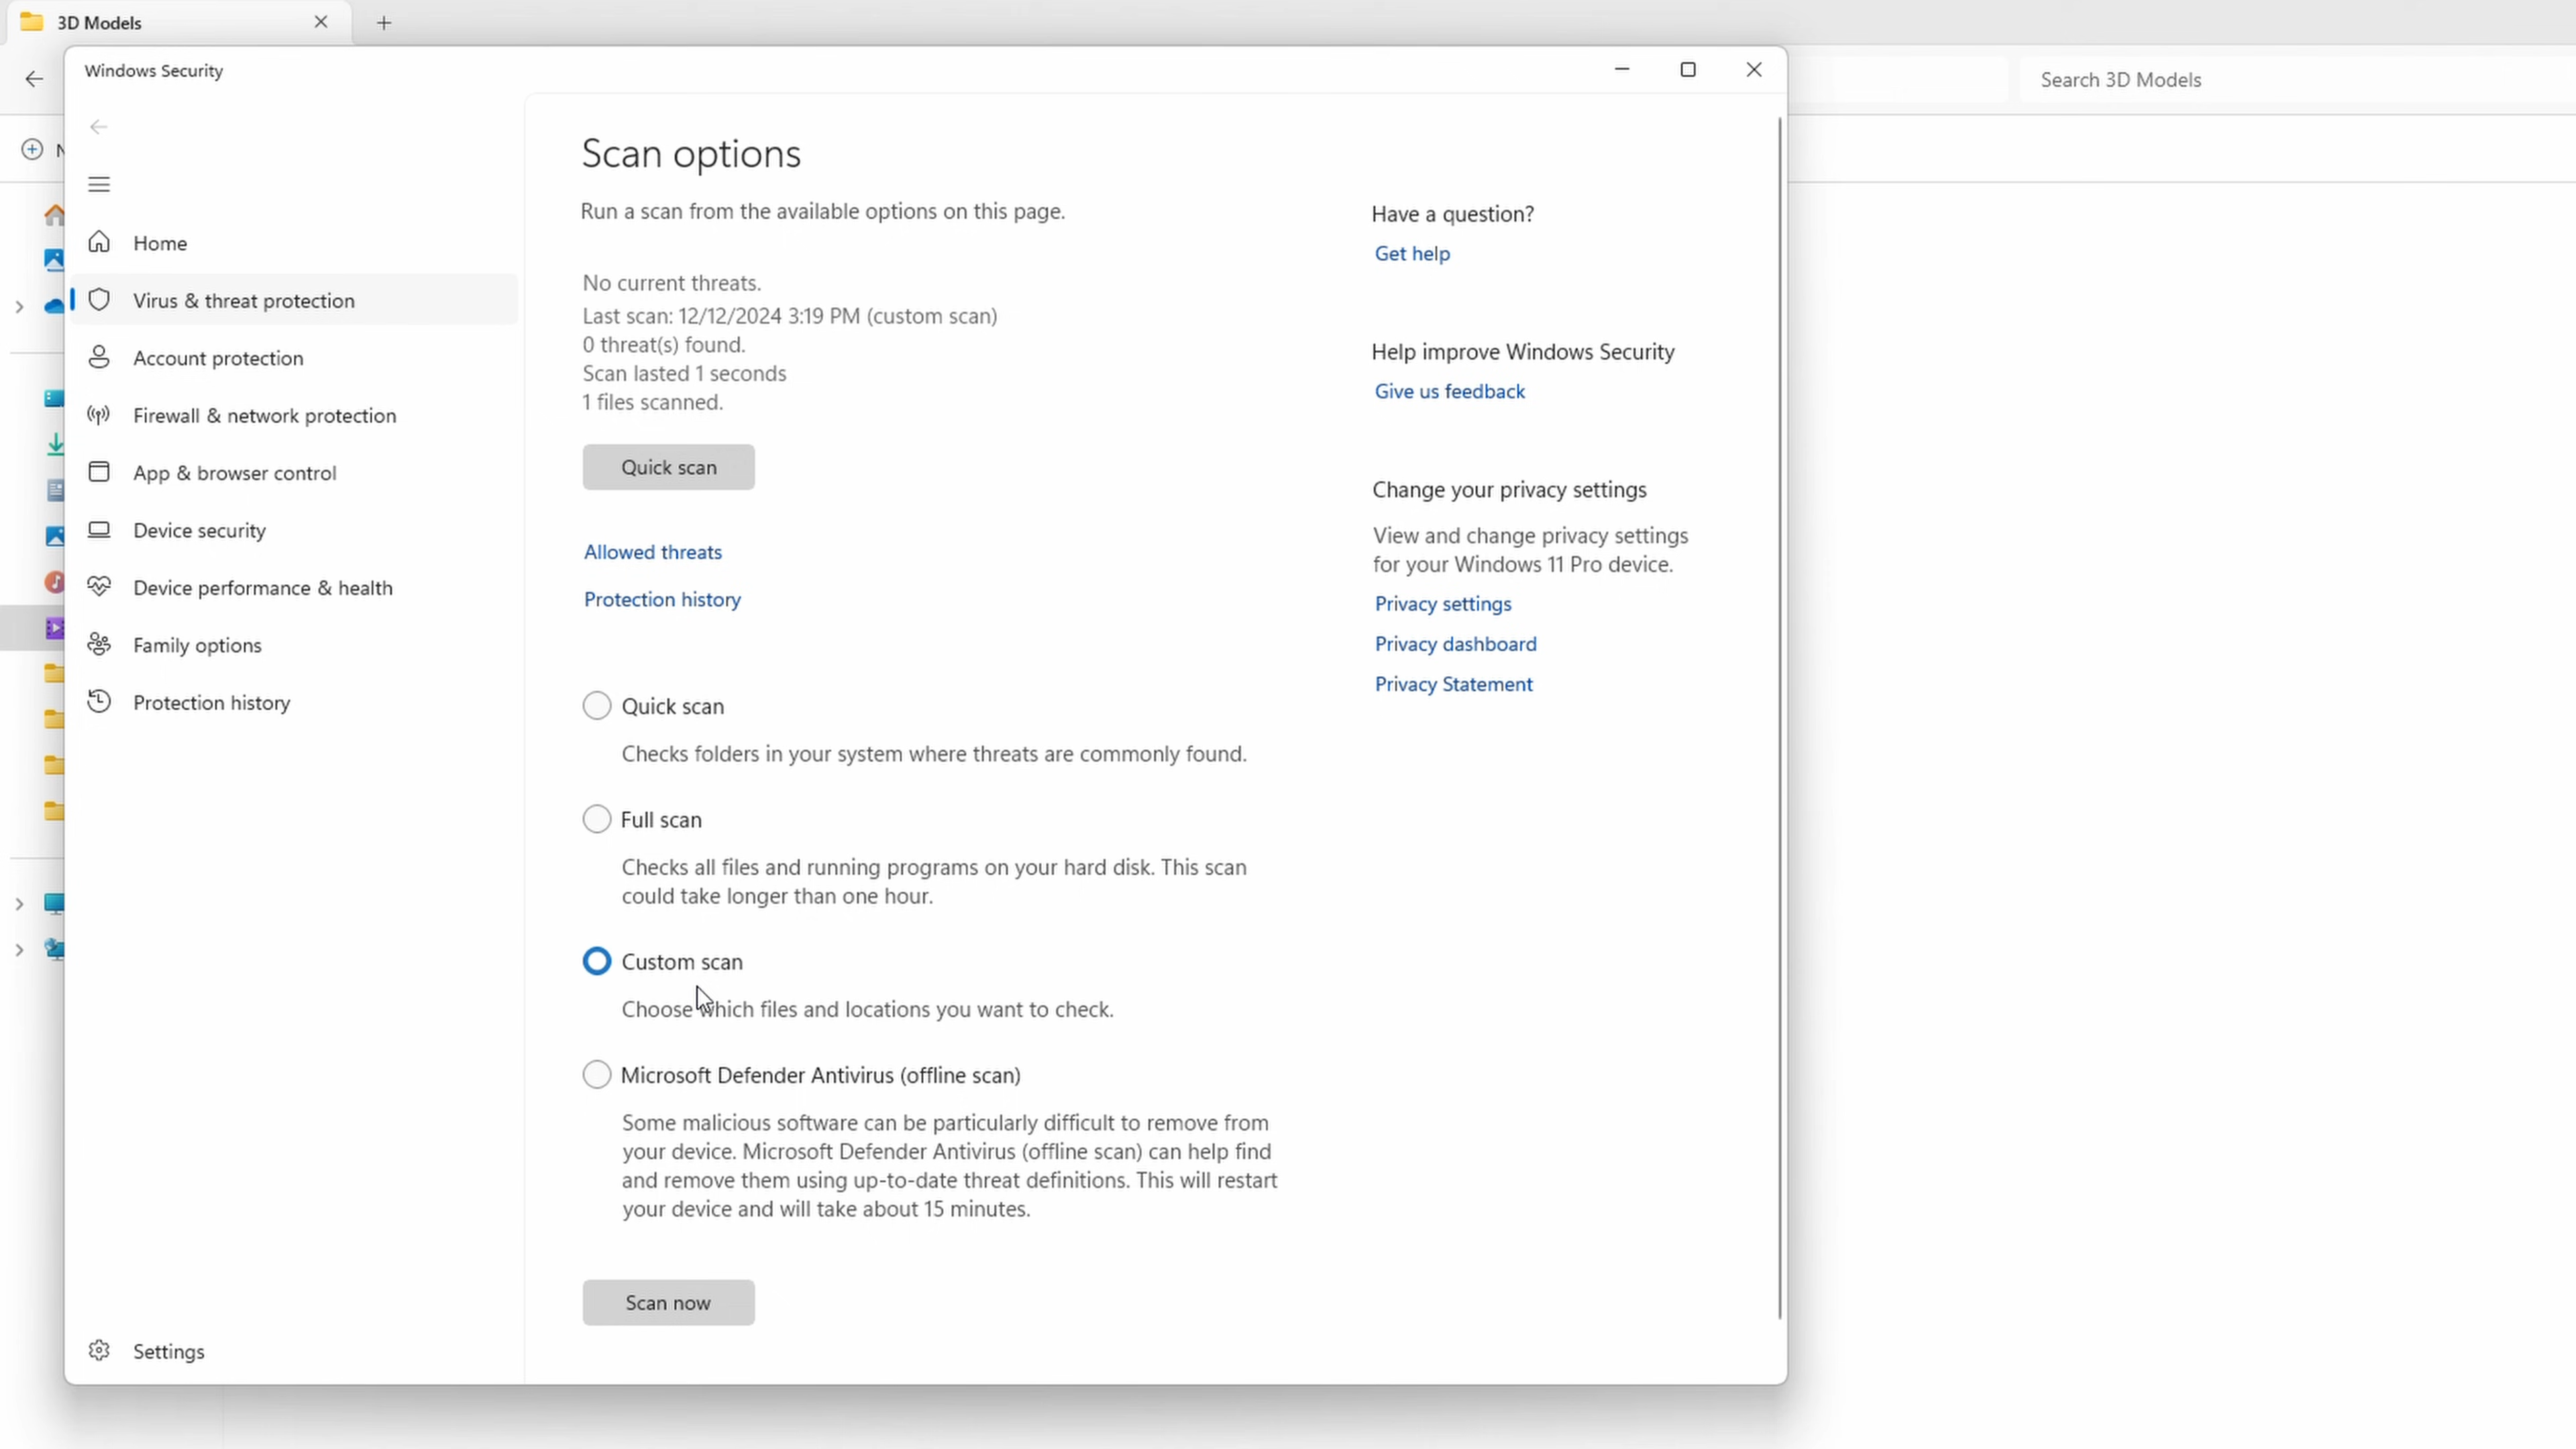 3D Models
Windows Security
Search 3D Models
N
Home
Virus & threat protection
Account protection
Firewall & network protection
App & browser control
Device security
Device performance & health
Family options
Protection history
Settings
Scan options
Run a scan from the available options on this page.
No current threats.
Last scan: 12/12/2024 3:19 PM (custom scan)
0 threat(s) found.
Scan lasted 1 seconds
1 files scanned.
Quick scan
Allowed threats
Protection history
Quick scan
Checks folders in your system where threats are commonly found.
Full scan
Checks all files and running programs on your hard disk. This scan
could take longer than one hour.
Custom scan
Choose which files and locations you want to check.
Microsoft Defender Antivirus (offline scan)
Some malicious software can be particularly difficult to remove from
your device. Microsoft Defender Antivirus (offline scan) can help find
and remove them using up-to-date threat definitions. This will restart
your device and will take about 15 minutes.
Scan now
Have a question?
Get help
Help improve Windows Security
Give us feedback
Change your privacy settings
View and change privacy settings
for your Windows 11 Pro device.
Privacy settings
Privacy dashboard
Privacy Statement